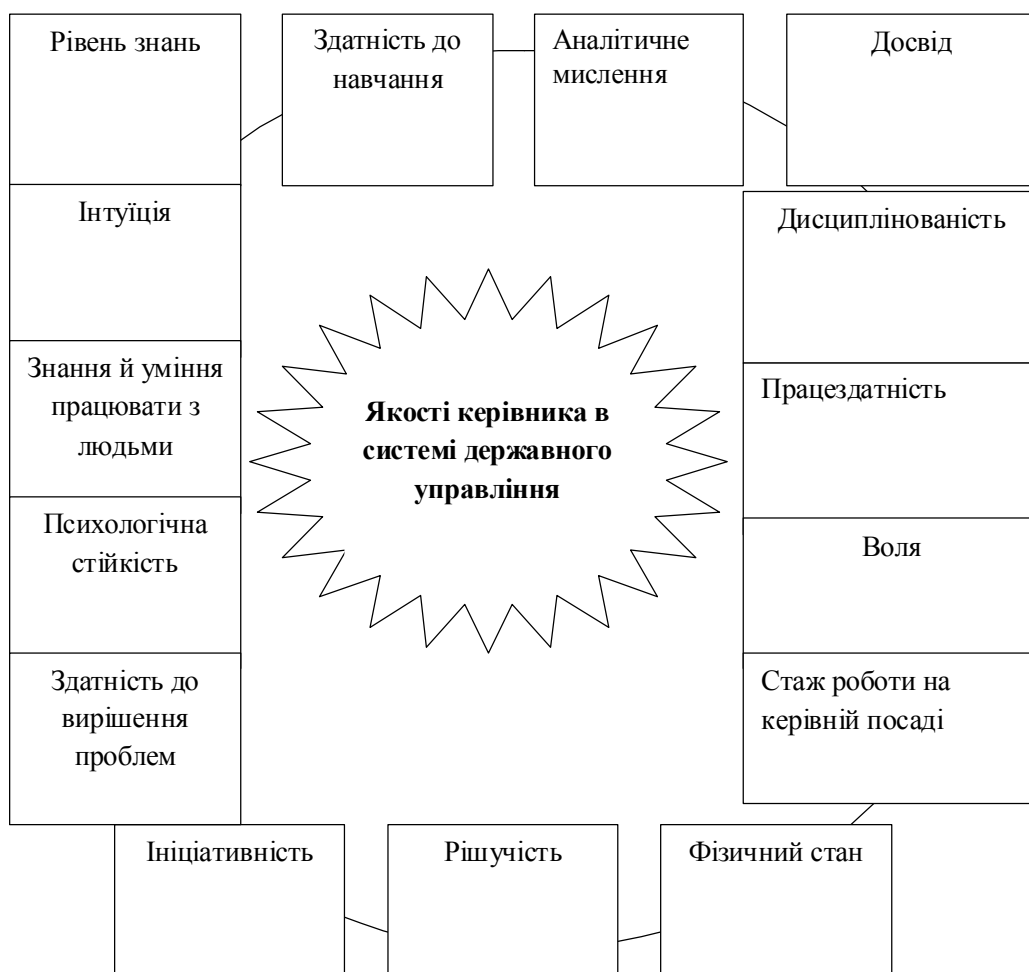 Рівень знань
Здатність до
навчання
Аналітичне
мислення
Досвід
Інтуїція
Дисциплінованість
Знання й уміння
працювати з
людьми
Якості керівника в
системі державного
управління
Працездатність
Психологічна
стійкість
Воля
Здатність до
вирішення
проблем
Стаж роботи на
керівній посаді
Ініціативність
Рішучість
Фізичний стан